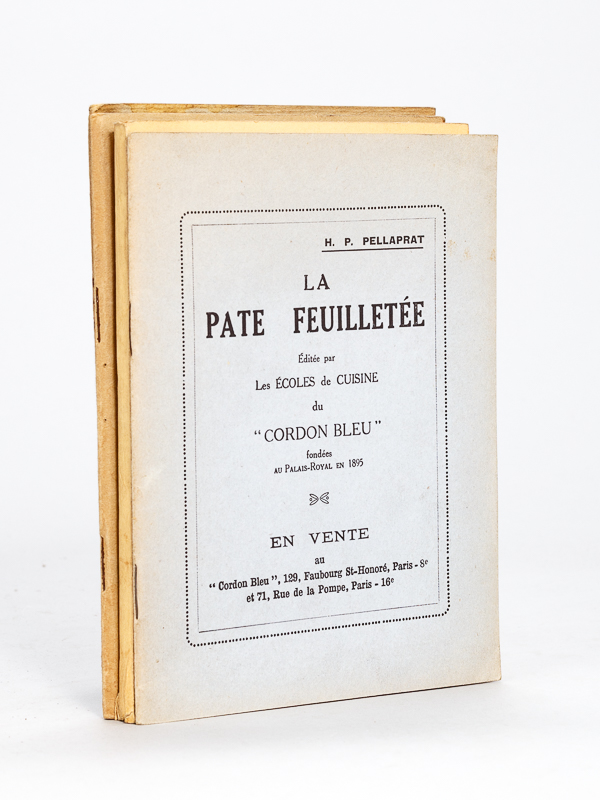 H. P. PELLAPRAT
LA
PATE FEUILLETÉE
Éditée par
Les ÉCOLES de CUISINE
du
“CORDON BLEU”
fondées
AU PALAIS-ROYAL EN 1895
EN VENTE
au
“Cordon Bleu”, 129, Faubourg St-Honoré, Paris - 8e
et 71, Rue de la Pompe, Paris - 16e